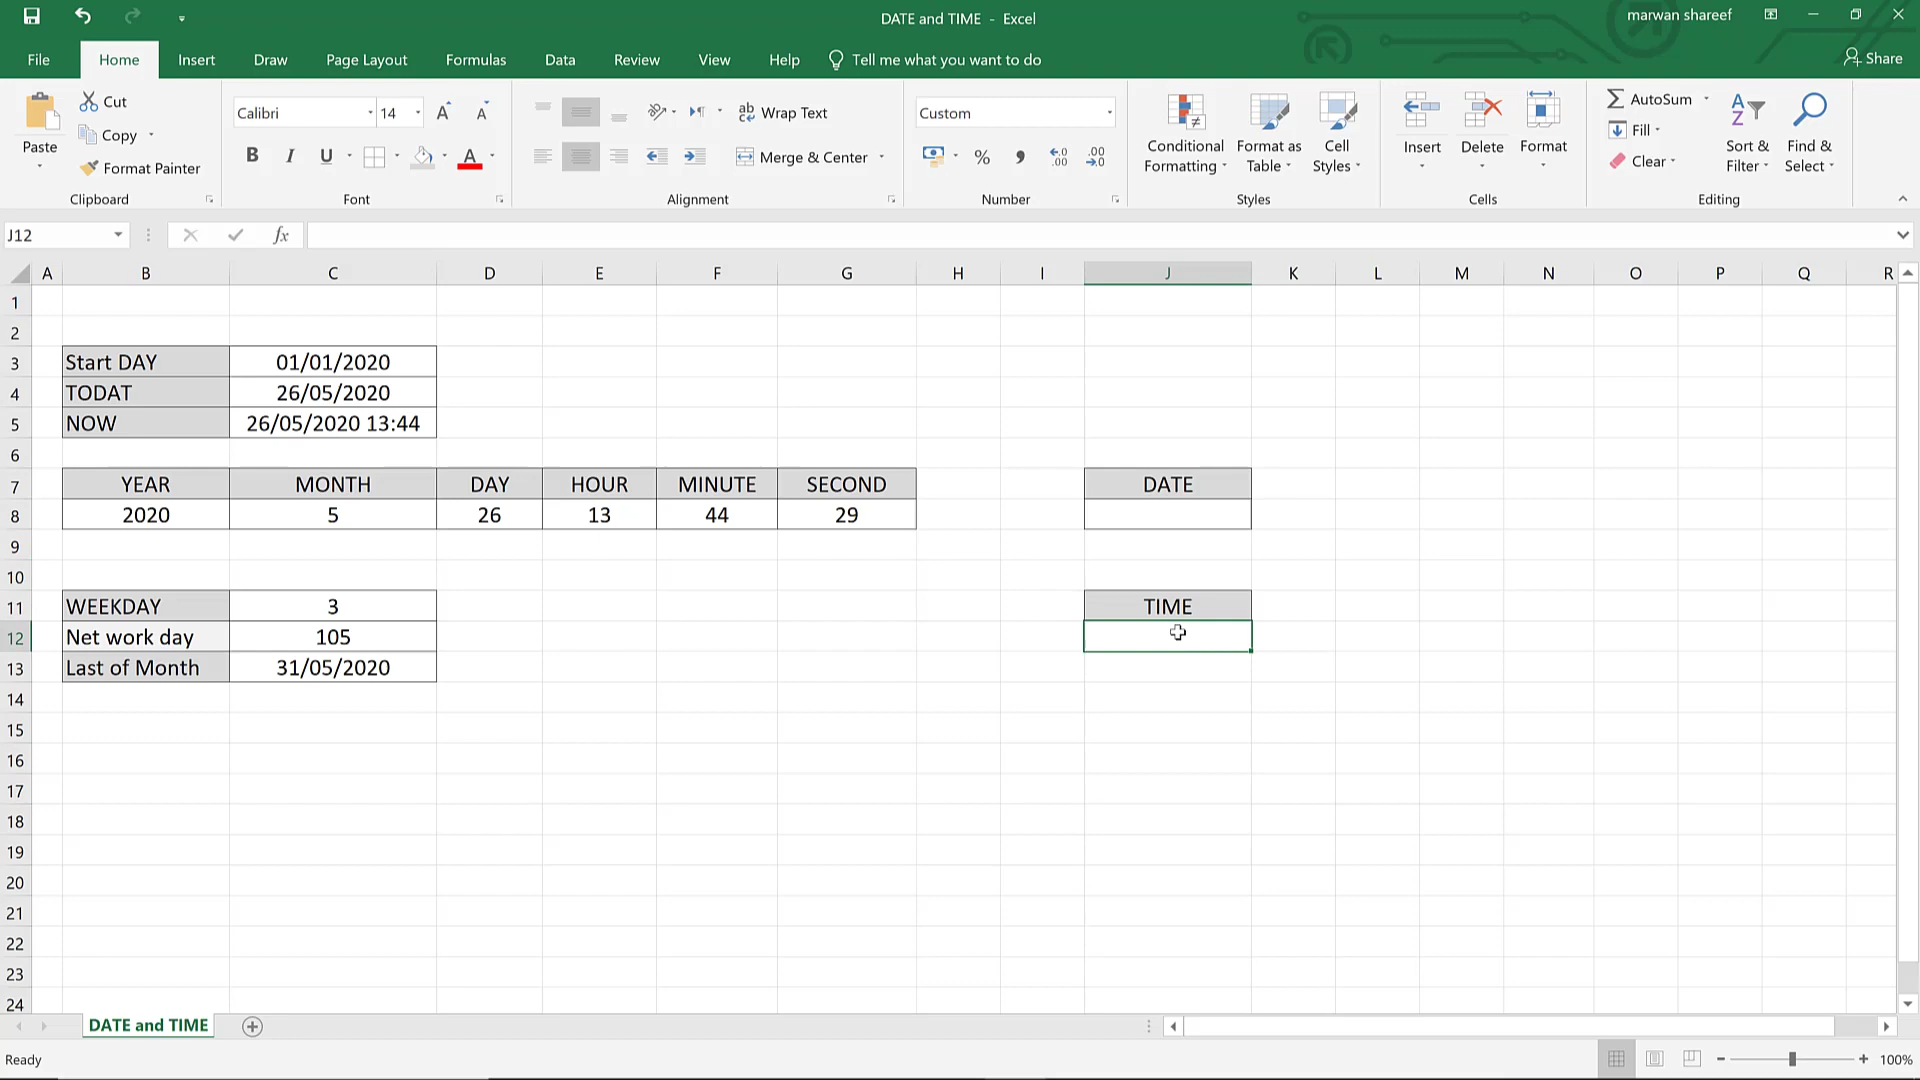 DATE and TIME - Excel
marwan shareef
File Home Insert Draw Page Layout Formulas Data Review View Help Tell me what you want to do Share
Paste
Cut
Copy
Format Painter
Clipboard
Calibri 14
B I U A
Font
Wrap Text
Merge & Center
Alignment
Custom
Number
Conditional Formatting
Format as Table
Cell Styles
Styles
Insert Delete Format
Cells
AutoSum
Fill
Clear
Sort & Filter
Find & Select
Editing
J12 fx
A B C D E F G H I J K L M N O P Q R
1
2
3 Start DAY 01/01/2020
4 TODAT 26/05/2020
5 NOW 26/05/2020 13:44
6
7 YEAR MONTH DAY HOUR MINUTE SECOND DATE
8 2020 5 26 13 44 29
9
10
11 WEEKDAY 3 TIME
12 Net work day 105
13 Last of Month 31/05/2020
14
15
16
17
18
19
20
21
22
23
24
DATE and TIME
Ready 100%